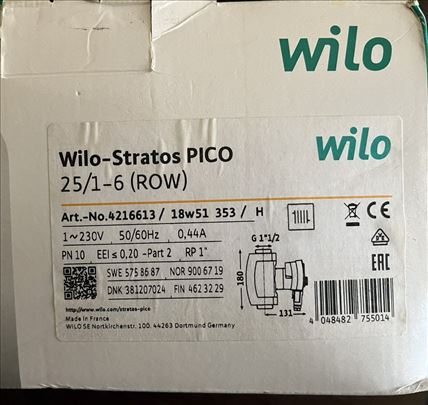 wilo
Wilo-Stratos PICO
wilo
25/1-6 (ROW)
Art.-No.4216613 / 18w51 353 / H
1~230V 50/60Hz 0,44A
PN 10 EEI ≤ 0,20 -Part 2 RP 1"
SWE 575 86 87 NOR 900 67 19
DNK 381207024 FIN 462 32 29
G 1"1/2
180
131
CE
EAC
http://www.wilo.com/stratos-pico
Made in France
WILO SE Nortkirchenstr. 100. 44263 Dortmund Germany
4 048482 755014